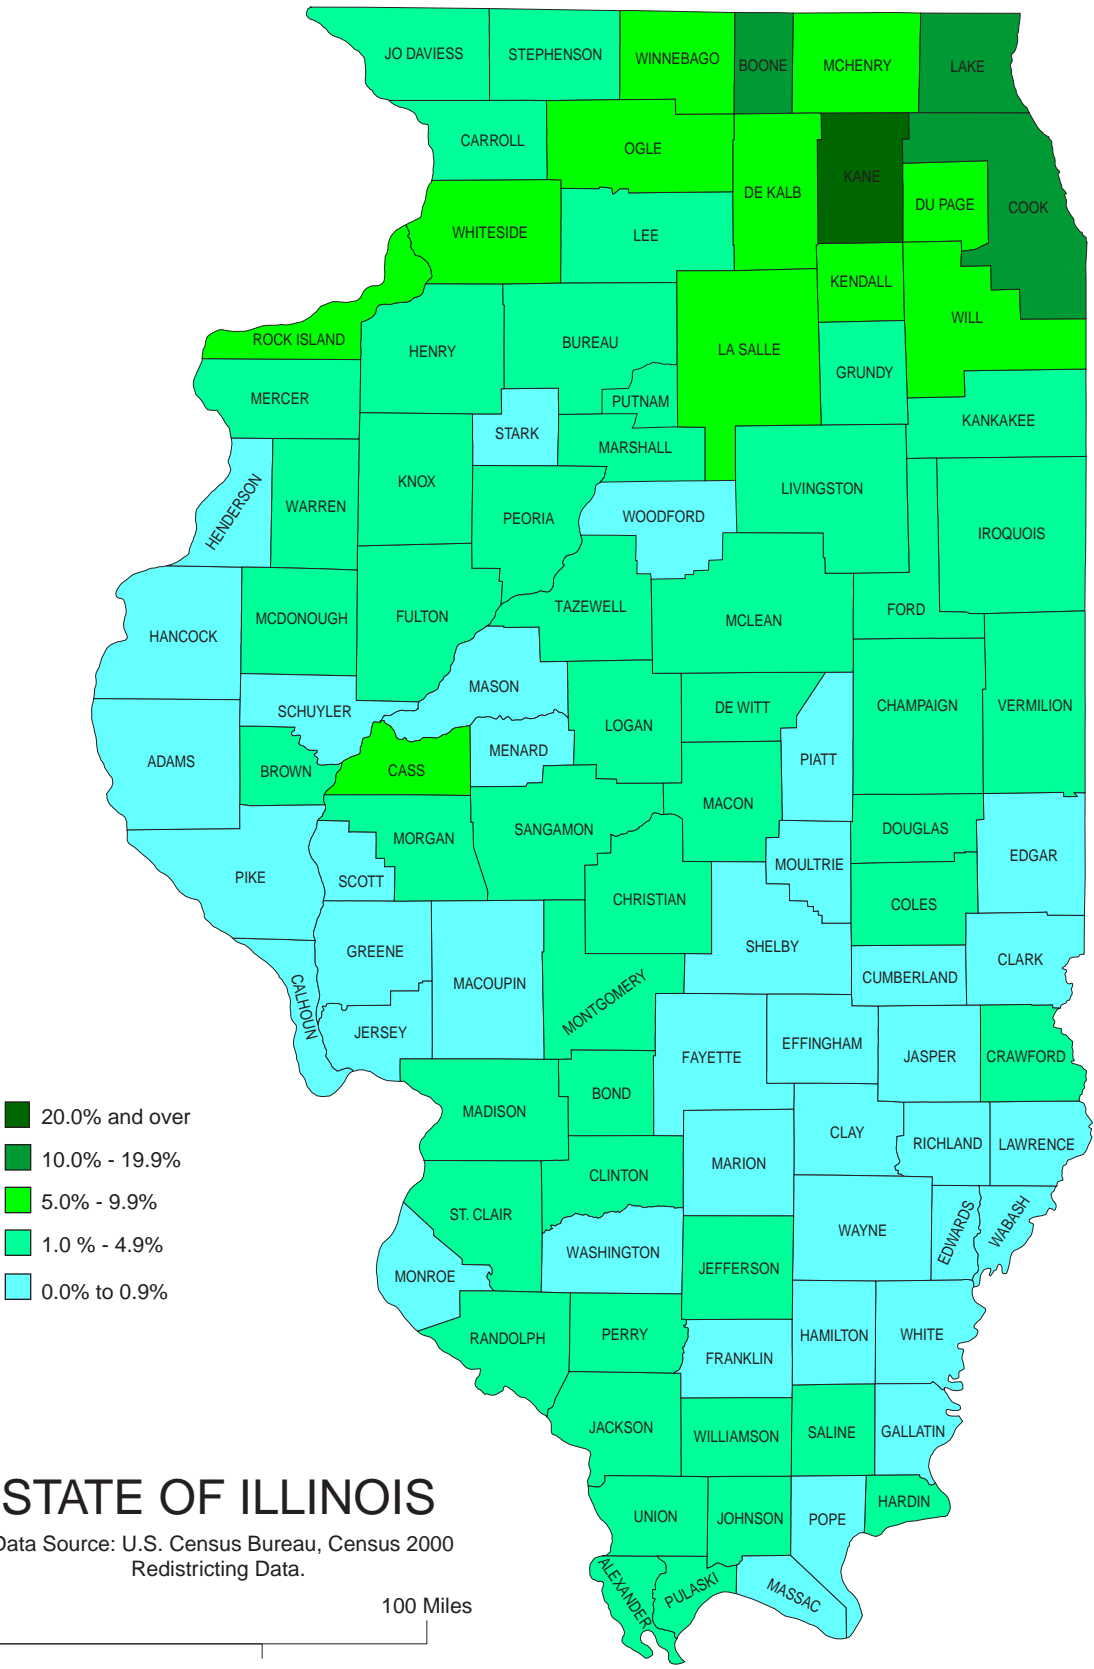 JO DAVIESS
STEPHENSON
WINNEBAGO
BOONE
MCHENRY
LAKE
CARROLL
OGLE
DE KALB
KANE
DU PAGE
COOK
WHITESIDE
LEE
KENDALL
WILL
ROCK ISLAND
HENRY
BUREAU
LA SALLE
GRUNDY
MERCER
PUTNAM
KANKAKEE
STARK
MARSHALL
HENDERSON
WARREN
KNOX
PEORIA
WOODFORD
LIVINGSTON
IROQUOIS
HANCOCK
MCDONOUGH
FULTON
TAZEWELL
MCLEAN
FORD
MASON
SCHUYLER
LOGAN
DE WITT
CHAMPAIGN
VERMILION
ADAMS
BROWN
CASS
MENARD
PIATT
MACON
MORGAN
SANGAMON
DOUGLAS
EDGAR
PIKE
SCOTT
MOULTRIE
CHRISTIAN
COLES
GREENE
SHELBY
CLARK
CALHOUN
MACOUPIN
MONTGOMERY
CUMBERLAND
JERSEY
FAYETTE
EFFINGHAM
JASPER
CRAWFORD
MADISON
BOND
CLAY
RICHLAND
LAWRENCE
CLINTON
MARION
ST. CLAIR
WASHINGTON
WAYNE
EDWARDS
WABASH
MONROE
JEFFERSON
RANDOLPH
PERRY
FRANKLIN
HAMILTON
WHITE
JACKSON
WILLIAMSON
SALINE
GALLATIN
UNION
JOHNSON
POPE
HARDIN
ALEXANDER
PULASKI
MASSAC
20.0% and over
10.0% - 19.9%
5.0% - 9.9%
1.0 % - 4.9%
0.0% to 0.9%
STATE OF ILLINOIS
Data Source: U.S. Census Bureau, Census 2000
Redistricting Data.
100 Miles